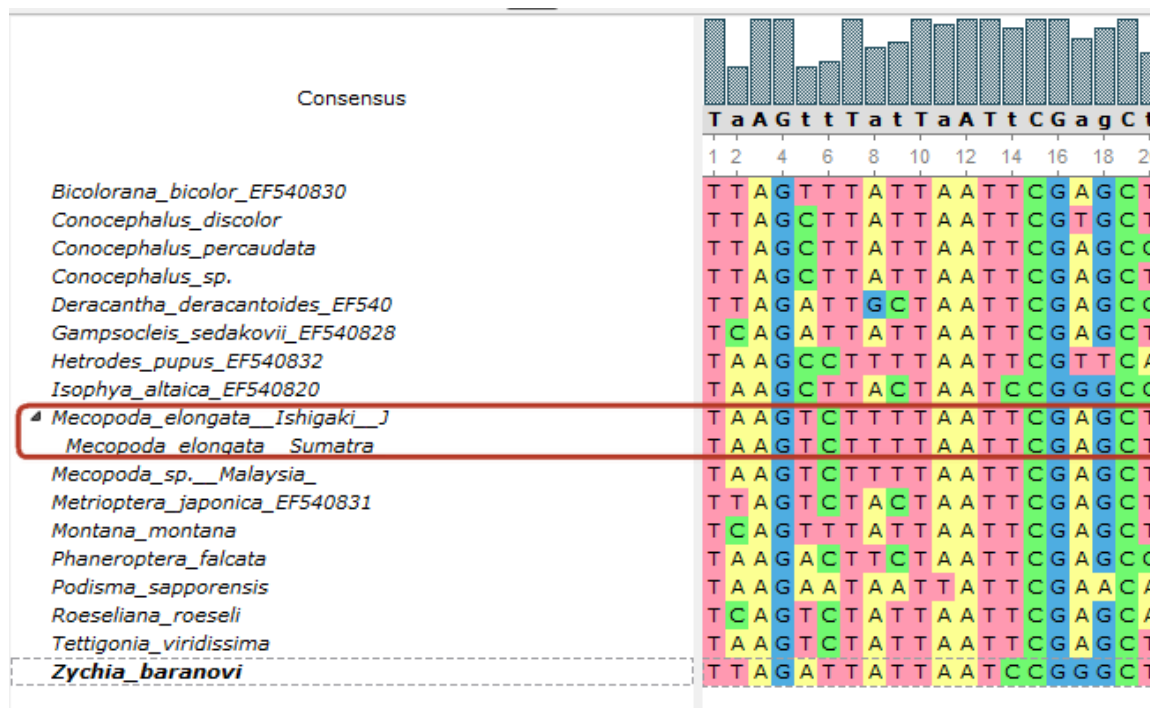 Consensus
T a A G t t T a t T a A T t C G a g C t
1 2 4 6 8 10 12 14 16 18 2
Bicolorana_bicolor_EF540830 T T A G T T T A T T A A T T C G A G C T
Conocephalus_discolor T T A G C T T A T T A A T T C G T G C T
Conocephalus_percaudata T T A G C T T A T T A A T T C G A G C C
Conocephalus_sp. T T A G C T T A T T A A T T C G A G C T
Deracantha_deracantoides_EF540 T T A G A T T G C T A A T T C G A G C C
Gampsocleis_sedakovii_EF540828 T C A G A T T A T T A A T T C G A G C T
Hetrodes_pupus_EF540832 T A A G C C T T T T A A T T C G T T C A
Isophya_altaica_EF540820 T A A G C T T A C T A A T C C G G G C C
Mecopoda_elongata__Ishigaki__J T A A G T C T T T T A A T T C G A G C T
Mecopoda_elongata__Sumatra_ T A A G T C T T T T A A T T C G A G C T
Mecopoda_sp.__Malaysia_ T A A G T C T T T T A A T T C G A G C T
Metrioptera_japonica_EF540831 T T A G T C T A C T A A T T C G A G C T
Montana_montana T C A G T T T A T T A A T T C G A G C T
Phaneroptera_falcata T A A G A C T T C T A A T T C G A G C C
Podisma_sapporensis T A A G A A T A A T T A T T C G A A C A
Roeseliana_roeseli T C A G T C T A T T A A T T C G A G C A
Tettigonia_viridissima T A A G T C T A T T A A T T C G A G C T
Zychia_baranovi T T A G A T T A T T A A T C C G G G C T